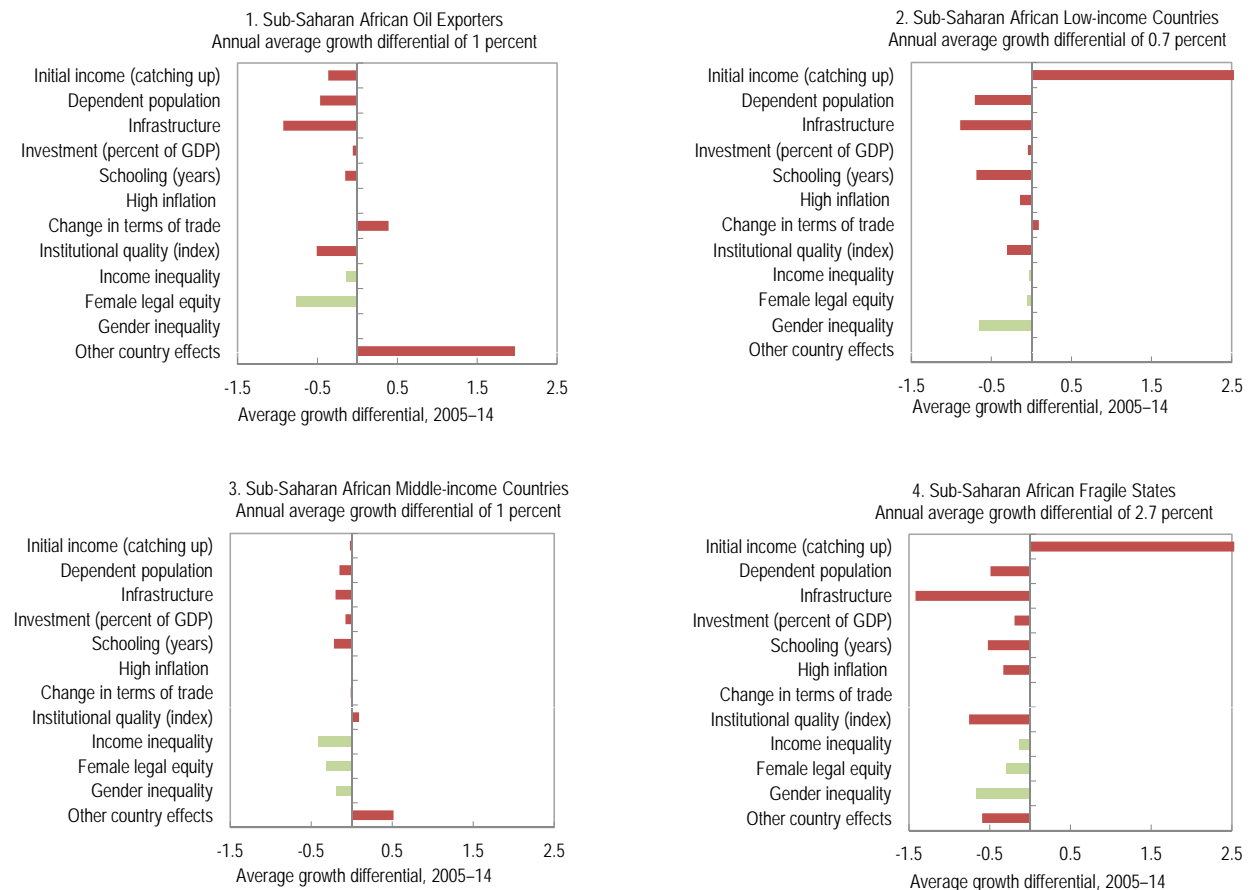 1. Sub-Saharan African Oil Exporters
Annual average growth differential of 1 percent
Initial income (catching up)
Dependent population
Infrastructure
Investment (percent of GDP)
Schooling (years)
High inflation
Change in terms of trade
Institutional quality (index)
Income inequality
Female legal equity
Gender inequality
Other country effects
-1.5 -0.5 0.5 1.5 2.5
Average growth differential, 2005–14
2. Sub-Saharan African Low-income Countries
Annual average growth differential of 0.7 percent
Initial income (catching up)
Dependent population
Infrastructure
Investment (percent of GDP)
Schooling (years)
High inflation
Change in terms of trade
Institutional quality (index)
Income inequality
Female legal equity
Gender inequality
Other country effects
-1.5 -0.5 0.5 1.5 2.5
Average growth differential, 2005–14
3. Sub-Saharan African Middle-income Countries
Annual average growth differential of 1 percent
Initial income (catching up)
Dependent population
Infrastructure
Investment (percent of GDP)
Schooling (years)
High inflation
Change in terms of trade
Institutional quality (index)
Income inequality
Female legal equity
Gender inequality
Other country effects
-1.5 -0.5 0.5 1.5 2.5
Average growth differential, 2005–14
4. Sub-Saharan African Fragile States
Annual average growth differential of 2.7 percent
Initial income (catching up)
Dependent population
Infrastructure
Investment (percent of GDP)
Schooling (years)
High inflation
Change in terms of trade
Institutional quality (index)
Income inequality
Female legal equity
Gender inequality
Other country effects
-1.5 -0.5 0.5 1.5 2.5
Average growth differential, 2005–14